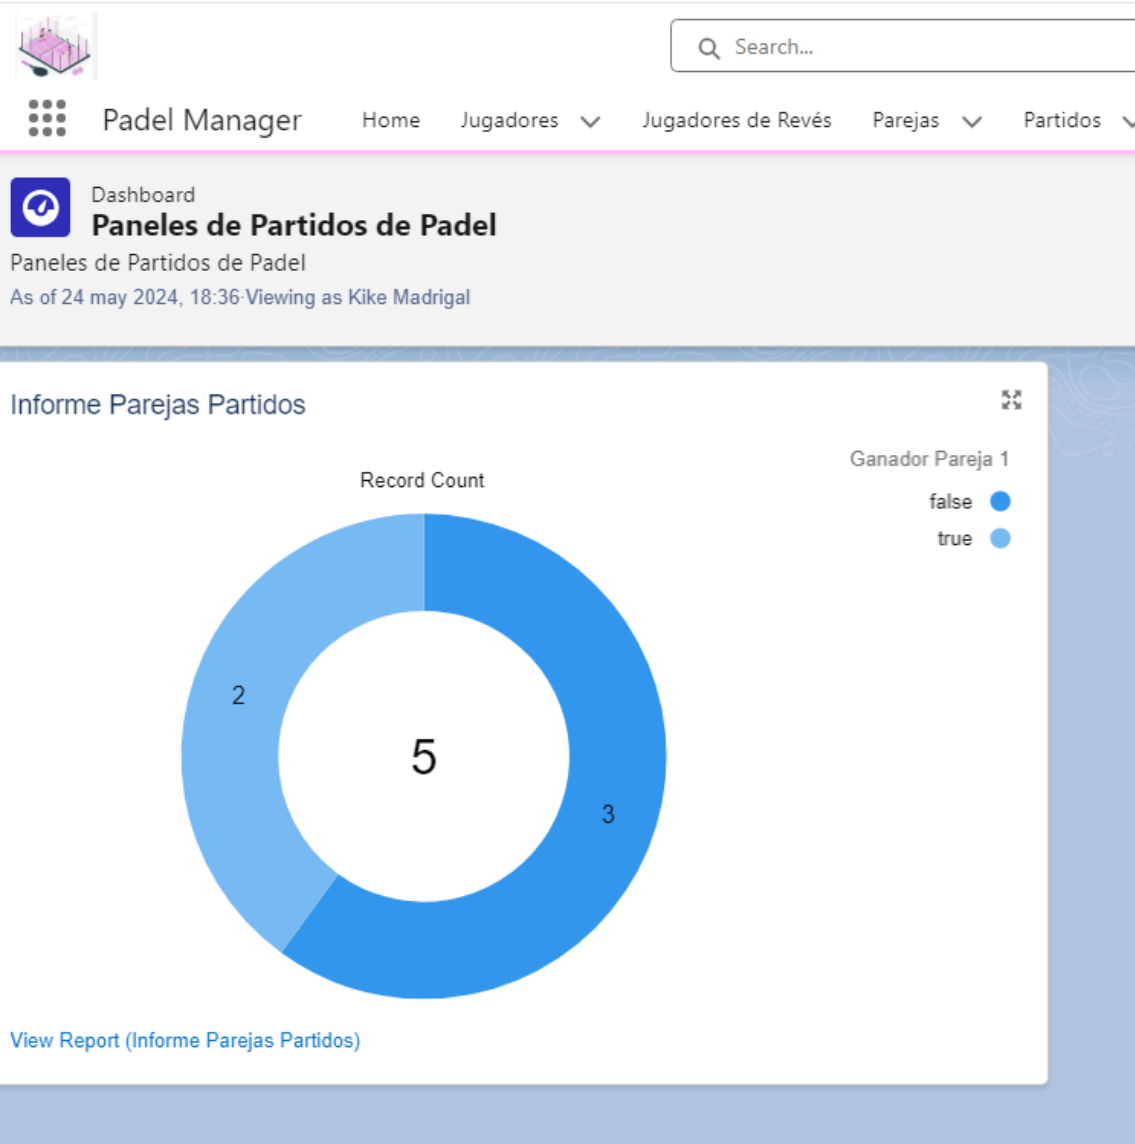 Search...
Padel Manager Home Jugadores Jugadores de Revés Parejas Partidos
Dashboard
Paneles de Partidos de Padel
Paneles de Partidos de Padel
As of 24 may 2024, 18:36·Viewing as Kike Madrigal
Informe Parejas Partidos
Ganador Pareja 1
Record Count
false
true
2
5
3
View Report (Informe Parejas Partidos)